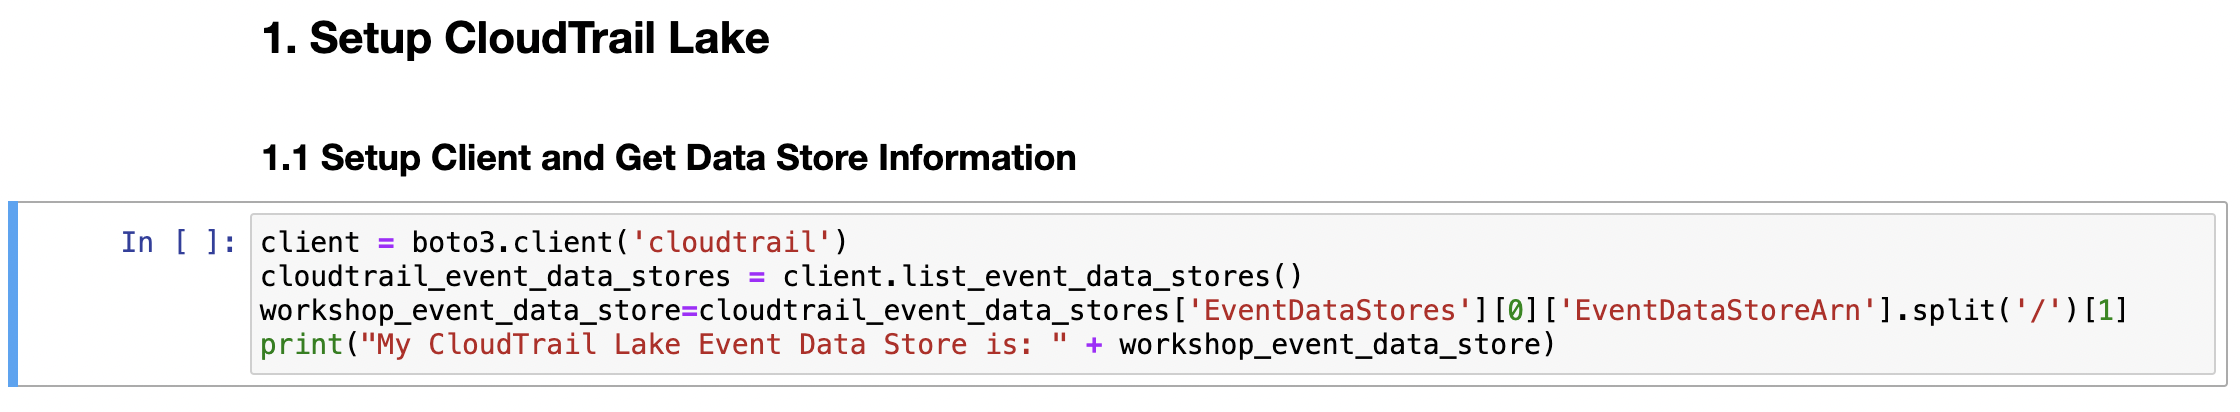 1. Setup CloudTrail Lake
1.1 Setup Client and Get Data Store Information
In [ ]: client = boto3.client('cloudtrail')
cloudtrail_event_data_stores = client.list_event_data_stores()
workshop_event_data_store=cloudtrail_event_data_stores['EventDataStores'][0]['EventDataStoreArn'].split('/')[1]
print("My CloudTrail Lake Event Data Store is: " + workshop_event_data_store)